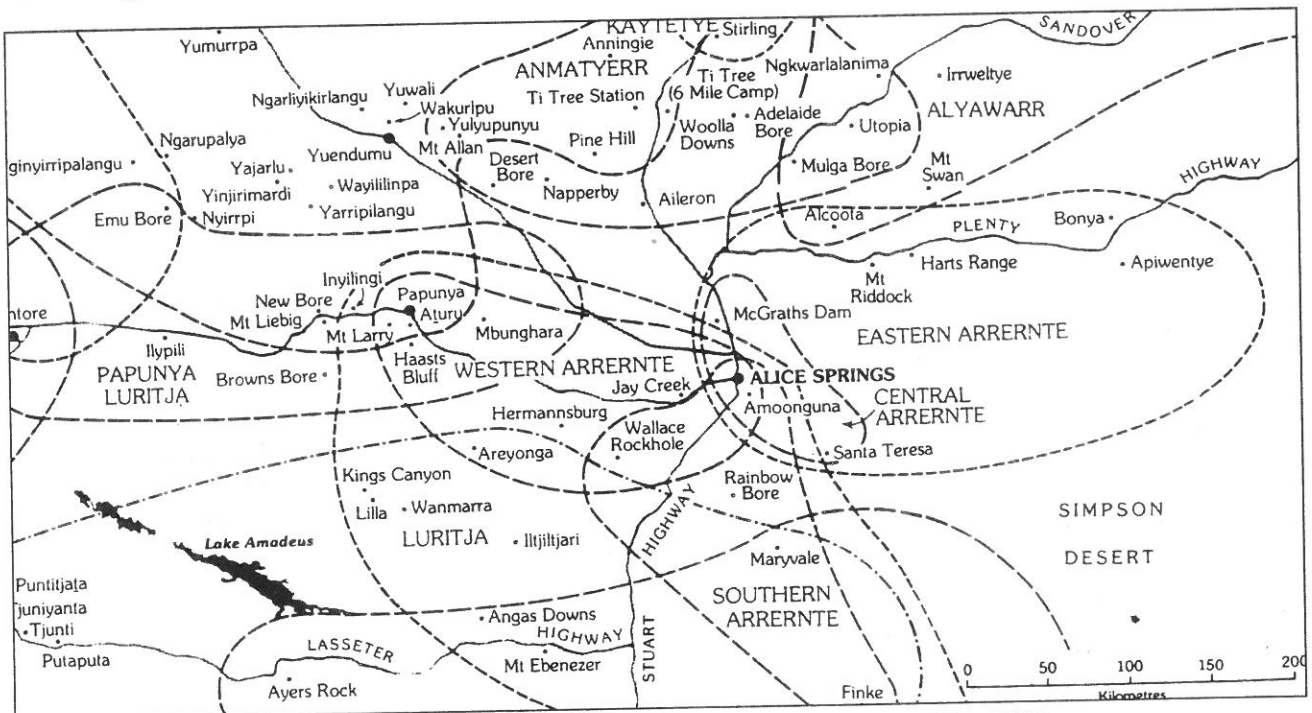 KAYTETYE
Stirling
SANDOVER
Yumurrpa
Anningie
ANMATYERR
Ti Tree
(6 Mile Camp)
Ngkwarlalanima
Irrweltye
Yuwali
Ngarliyikirlangu
Wakurlpu
Ti Tree Station
ALYAWARR
Yulyupunyu
Woolla
Downs
Adelaide
Bore
Utopia
Ngarupalya
Mt Allan
Pine Hill
HIGHWAY
ginyirripalangu
Yajarlu
Yuendumu
Desert
Bore
Mulga Bore
Mt
Swan
Yinjirimardi
Wayililinpa
Napperby
Aileron
Emu Bore
Nyirrpi
Yarripilangu
Alcoota
PLENTY
Bonya
Harts Range
Apiwentye
Inyilingi
Mt
Riddock
New Bore
Papunya
ntore
Mt Liebig
Aturu
McGraths Dam
Mt Larry
Mbunghara
EASTERN ARRERNTE
Ilypili
Haasts
Bluff
WESTERN ARRERNTE
PAPUNYA
LURITJA
Browns Bore
Jay Creek
ALICE SPRINGS
CENTRAL
ARRERNTE
Amoonguna
Hermannsburg
Wallace
Rockhole
Areyonga
Santa Teresa
Kings Canyon
Rainbow
Bore
Lilla
Wanmarra
HIGHWAY
SIMPSON
DESERT
LURITJA
Iltjiltjari
Lake Amadeus
Maryvale
Puntitjata
juniyanta
Tjunti
Putaputa
SOUTHERN
ARRERNTE
Angas Downs
LASSETER
HIGHWAY
STUART
Mt Ebenezer
Ayers Rock
Finke
0 50 100 150 200
Kilometres